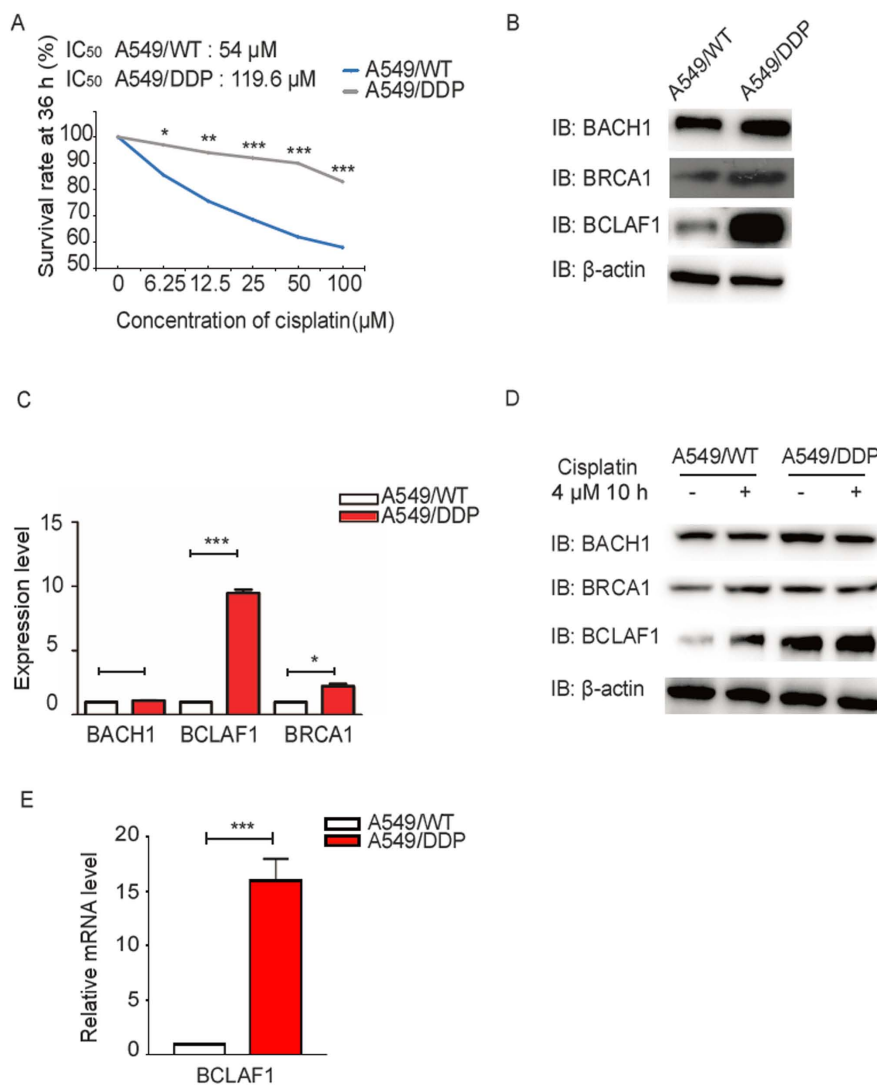 A
IC50 A549/WT : 54 µM
IC50 A549/DDP : 119.6 µM
A549/WT
A549/DDP
Survival rate at 36 h (%)
100
90
80
70
60
50
* ** *** *** ***
0 6.25 12.5 25 50 100
Concentration of cisplatin(µM)
B
A549/WT A549/DDP
IB: BACH1
IB: BRCA1
IB: BCLAF1
IB: β-actin
C
A549/WT
A549/DDP
Expression level
15
10
5
0
***
*
BACH1 BCLAF1 BRCA1
D
Cisplatin A549/WT A549/DDP
4 µM 10 h - + - +
IB: BACH1
IB: BRCA1
IB: BCLAF1
IB: β-actin
E
A549/WT
A549/DDP
Relative mRNA level
20
15
10
5
0
***
BCLAF1